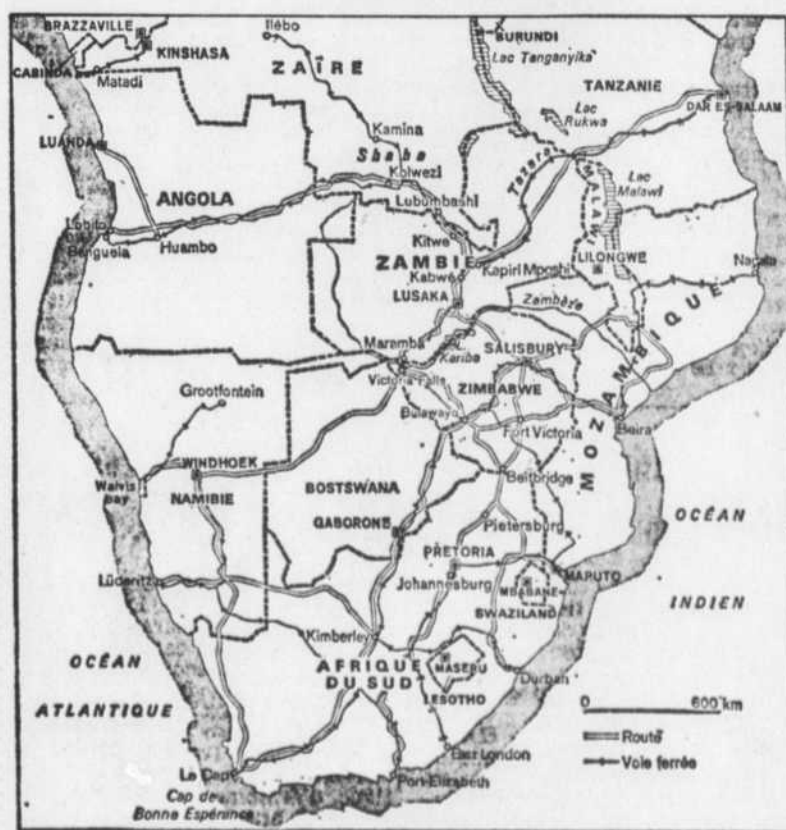 BRAZZAVILLE
Ilébo
BURUNDI
KINSHASA
Lac Tanganyika
CABINDA
Matadi
ZAÏRE
TANZANIE
Lac
Rukwa
DAR ES-SALAAM
Kamina
LUANDA
Shaba
Kolwezi
Tazara
Lac
Malawi
ANGOLA
Lubumbashi
MALAWI
Lobito
Benguela
Huambo
Kitwe
ZAMBIE
Kapiri Mposhi
LILONGWE
Kabwe
Nacala
LUSAKA
Zambèze
MOZAMBIQUE
Maramba
L.
Kariba
SALISBURY
Victoria Falls
ZIMBABWE
Grootfontein
Bulawayo
Fort Victoria
Beira
WINDHOEK
Beitbridge
Walvis
bay
NAMIBIE
BOSTSWANA
GABORONE
Pietersburg
OCÉAN
PRETORIA
Lüderitz
Johannesburg
MAPUTO
MBABANE
INDIEN
SWAZILAND
Kimberley
OCÉAN
AFRIQUE
DU SUD
MASERU
Durban
ATLANTIQUE
LESOTHO
0 600 km
Route
East London
Voie ferrée
Le Cap
Port-Elizabeth
Cap de
Bonne Espérance